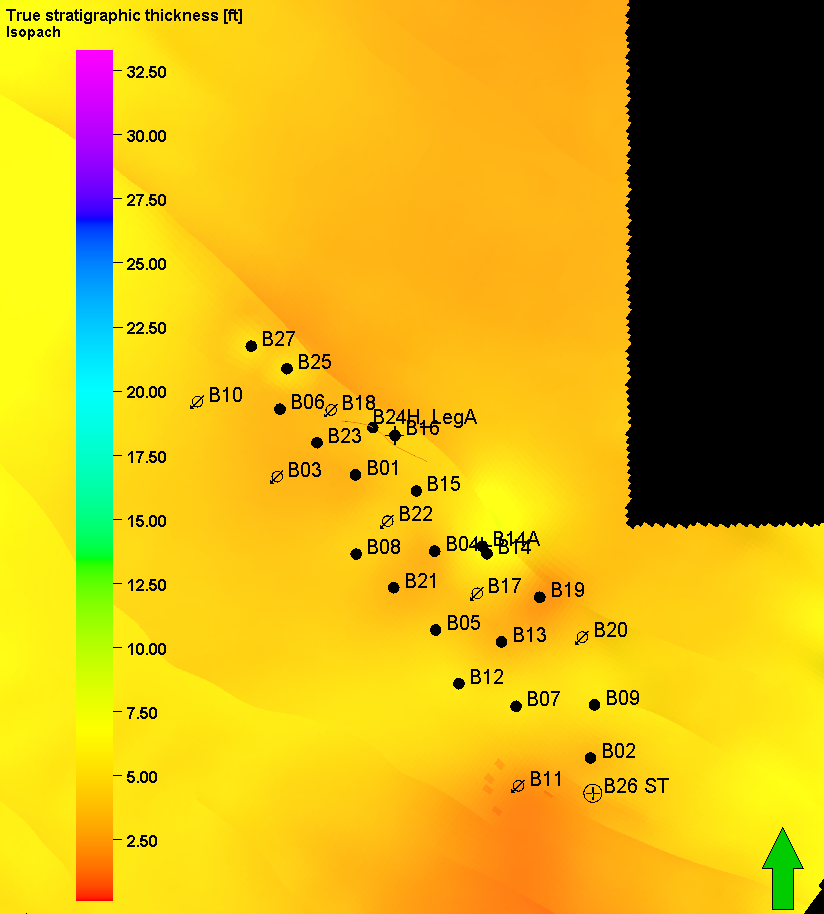 True stratigraphic thickness [ft]
Isopach
32.50
30.00
27.50
25.00
22.50
20.00
17.50
15.00
12.50
10.00
7.50
5.00
2.50
B27
B25
B10
B06
B18
B24H_LegA
B16
B23
B03
B01
B15
B22
B14A
B04
B14
B08
B21
B17
B19
B05
B20
B13
B12
B07
B09
B02
B11
B26 ST